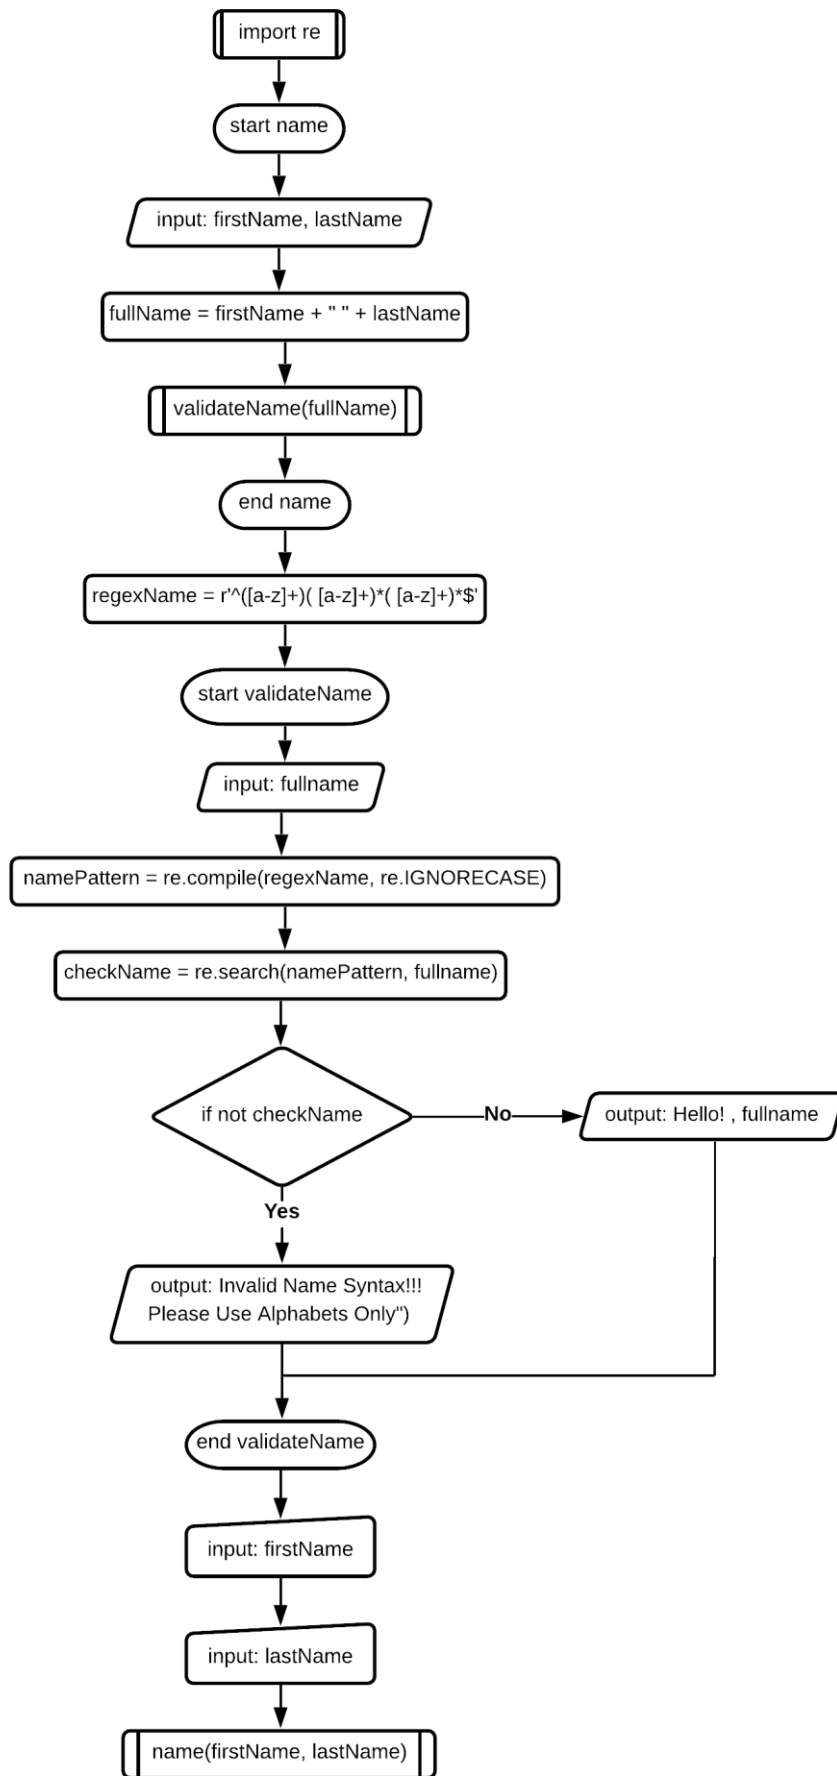 import re
start name
input: firstName, lastName
fullName = firstName + " " + lastName
validateName(fullName)
end name
regexName = r'^([a-z]+)( [a-z]+)*( [a-z]+)*$'
start validateName
input: fullname
namePattern = re.compile(regexName, re.IGNORECASE)
checkName = re.search(namePattern, fullname)
if not checkName
No
output: Hello! , fullname
Yes
output: Invalid Name Syntax!!!
Please Use Alphabets Only")
end validateName
input: firstName
input: lastName
name(firstName, lastName)